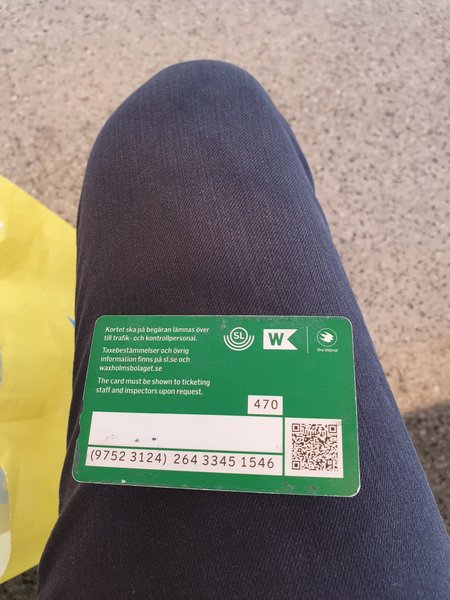 Kortet ska på begäran lämnas över
till trafik- och kontrollpersonal.
Taxebestämmelser och övrig
information finns på sl.se och
waxholmsbolaget.se
The card must be shown to ticketing
staff and inspectors upon request.
SL
W
470
(9752 3124) 264 3345 1546